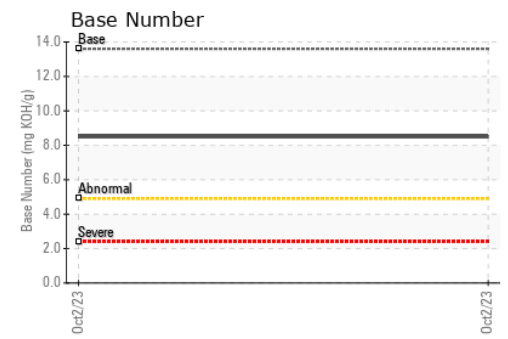 Base Number
Base Number (mg KOH/g)
14.0
12.0
10.0
8.0
6.0
4.0
2.0
0.0
Base
Abnormal
Severe
Oct2/23
Oct2/23